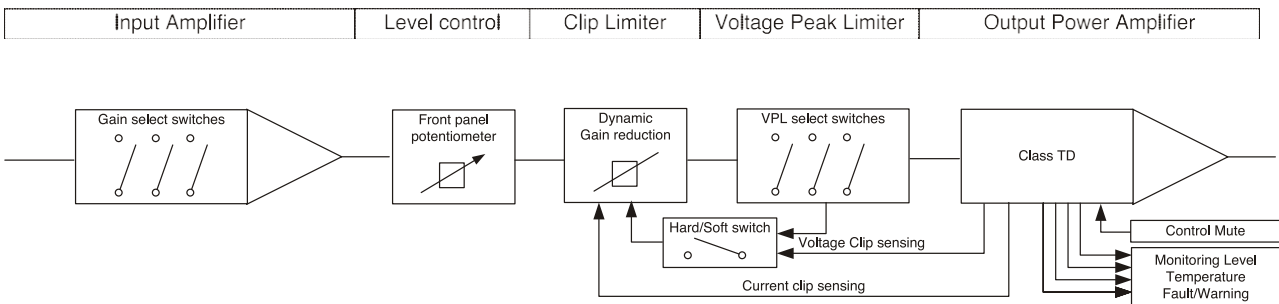 Input Amplifier
Level control
Clip Limiter
Voltage Peak Limiter
Output Power Amplifier
Gain select switches
Front panel
potentiometer
Dynamic
Gain reduction
VPL select switches
Class TD
Hard/Soft switch
Voltage Clip sensing
Current clip sensing
Control Mute
Monitoring Level
Temperature
Fault/Warning